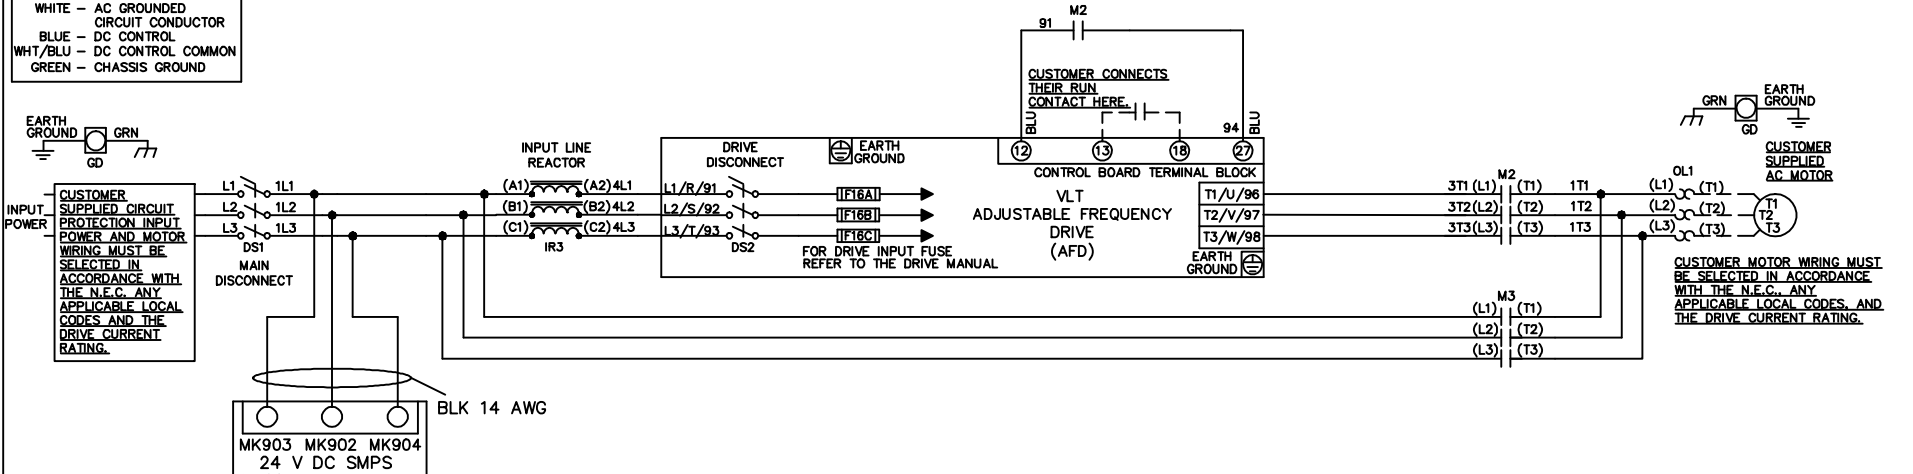 WHITE – AC GROUNDED
CIRCUIT CONDUCTOR
BLUE – DC CONTROL
WHT/BLU – DC CONTROL COMMON
GREEN – CHASSIS GROUND
EARTH
GROUND
GRN
GD
INPUT
POWER
CUSTOMER
SUPPLIED CIRCUIT
PROTECTION INPUT
POWER AND MOTOR
WIRING MUST BE
SELECTED IN
ACCORDANCE WITH
THE N.E.C. ANY
APPLICABLE LOCAL
CODES AND THE
DRIVE CURRENT
RATING.
L1 1L1
L2 1L2
L3 1L3
DS1
MAIN
DISCONNECT
INPUT LINE
REACTOR
(A1) (A2) 4L1
(B1) (B2) 4L2
(C1) (C2) 4L3
IR3
BLK 14 AWG
MK903 MK902 MK904
24 V DC SMPS
L1/R/91
L2/S/92
L3/T/93
DRIVE
DISCONNECT
DS2
EARTH
GROUND
F16A
F16B
F16C
FOR DRIVE INPUT FUSE
REFER TO THE DRIVE MANUAL
M2
91
CUSTOMER CONNECTS
THEIR RUN
CONTACT HERE.
BLU
94
BLU
12 13 18 27
CONTROL BOARD TERMINAL BLOCK
VLT
ADJUSTABLE FREQUENCY
DRIVE
(AFD)
T1/U/96
T2/V/97
T3/W/98
EARTH
GROUND
M2
3T1 (L1) (T1) 1T1
3T2(L2) (T2) 1T2
3T3(L3) (T3) 1T3
M3
(L1) (T1)
(L2) (T2)
(L3) (T3)
GRN
EARTH
GROUND
GD
CUSTOMER
SUPPLIED
AC MOTOR
OL1
(L1) (T1)
(L2) (T2)
(L3) (T3)
T1
T2
T3
CUSTOMER MOTOR WIRING MUST
BE SELECTED IN ACCORDANCE
WITH THE N.E.C., ANY
APPLICABLE LOCAL CODES, AND
THE DRIVE CURRENT RATING.